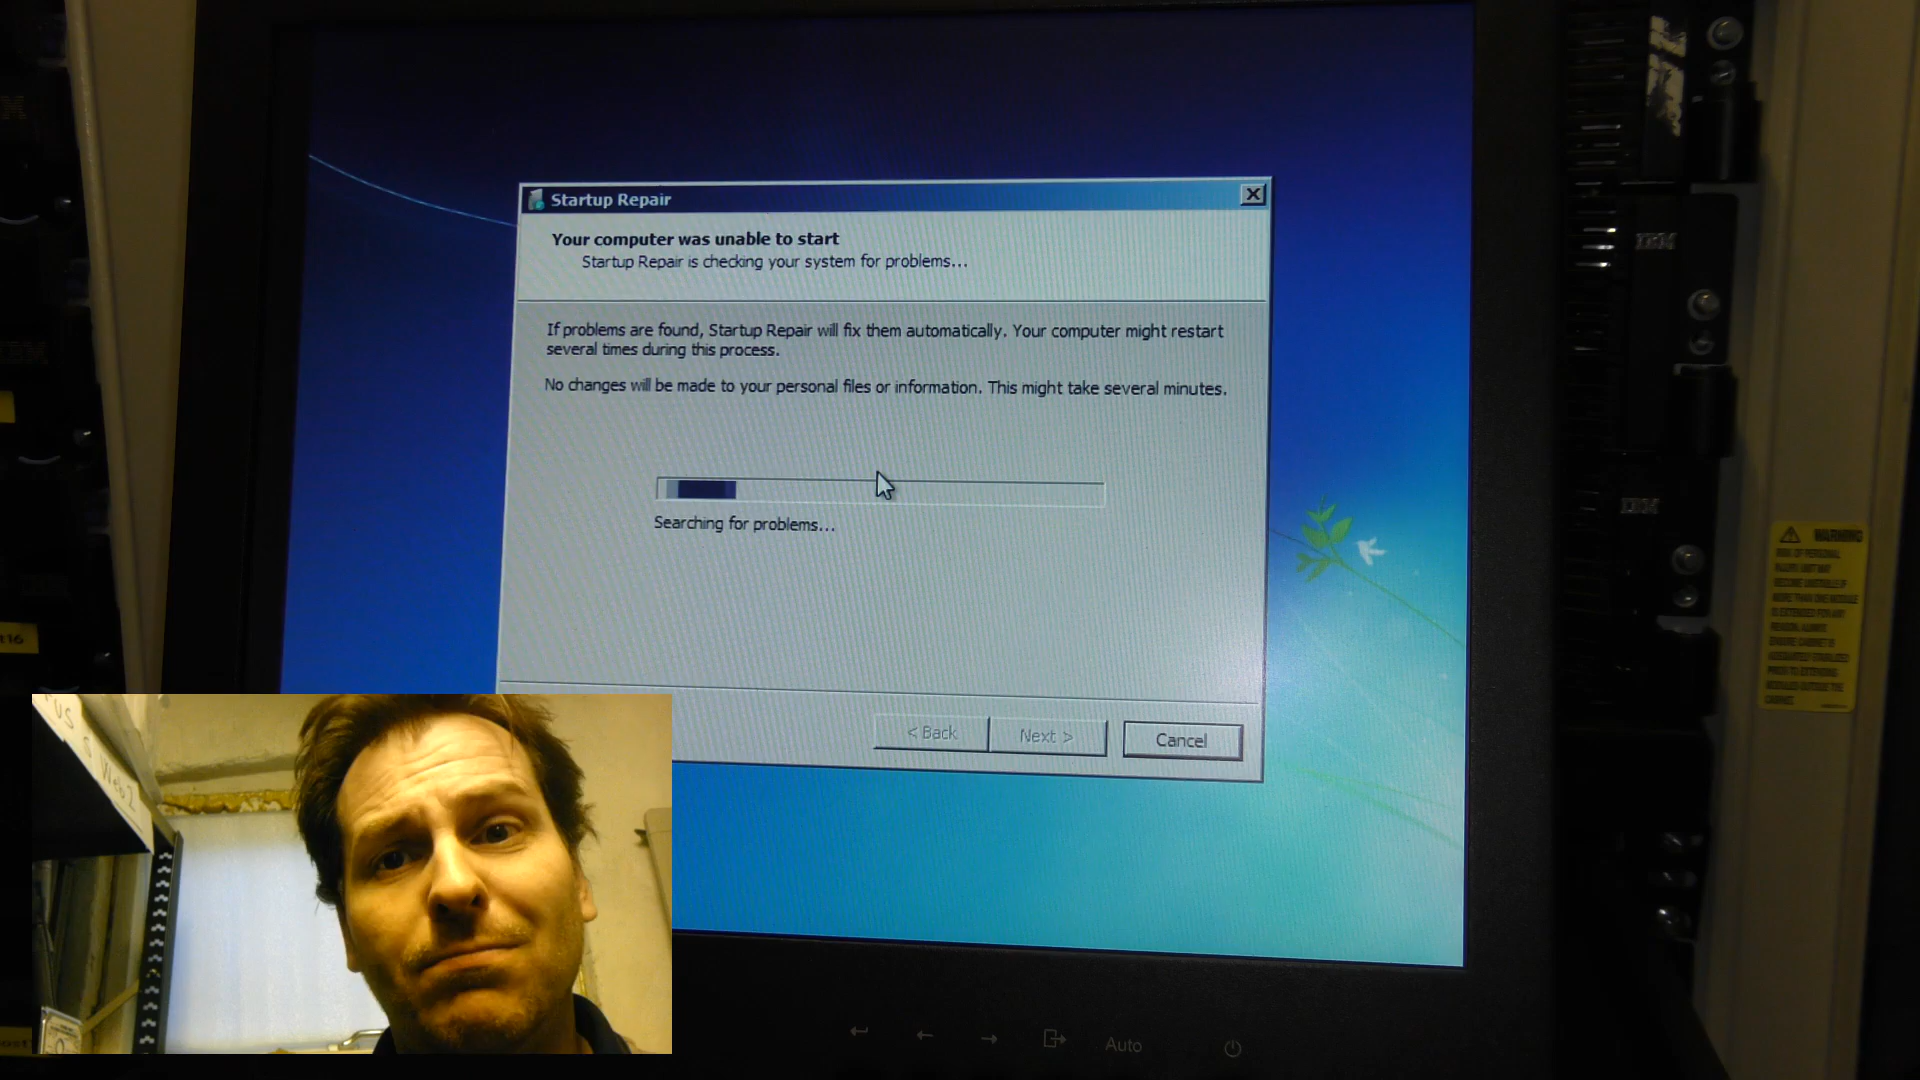 Startup Repair
Your computer was unable to start
Startup Repair is checking your system for problems...
If problems are found, Startup Repair will fix them automatically. Your computer might restart
several times during this process.
No changes will be made to your personal files or information. This might take several minutes.
Searching for problems...
< Back
Next >
Cancel
Auto
IBM
IBM
WARNING
t16
Web2